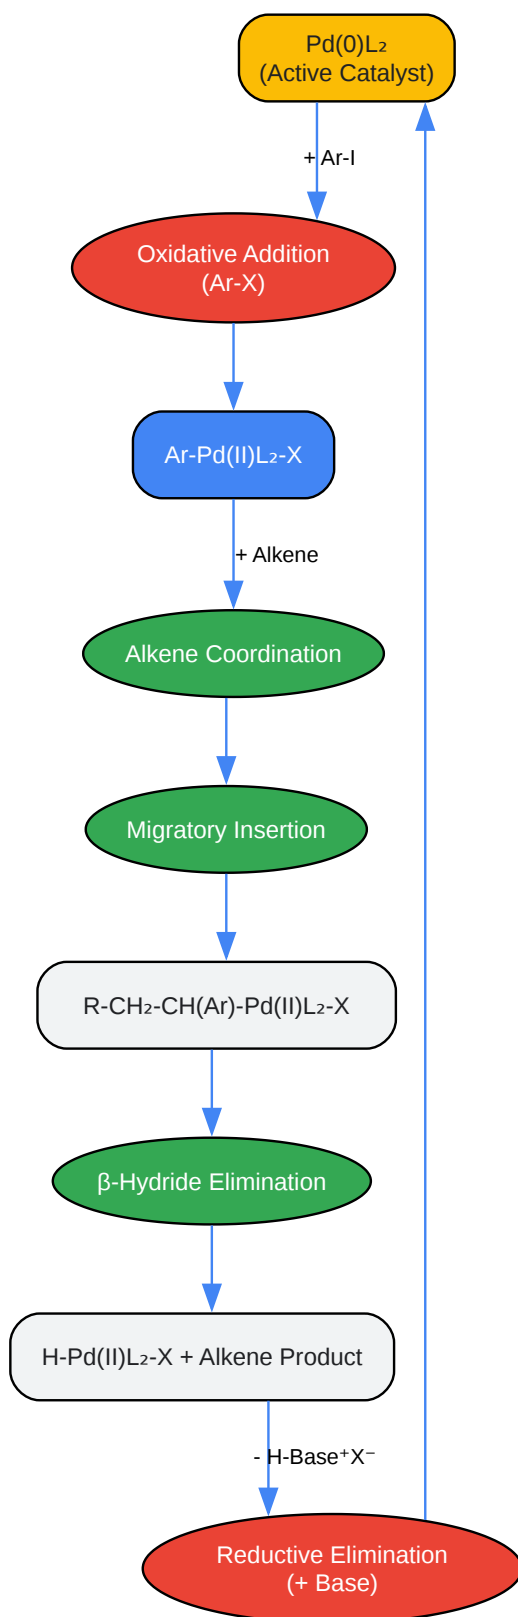 Pd(0)L₂
(Active Catalyst)
+ Ar-I
Oxidative Addition
(Ar-X)
Ar-Pd(II)L₂-X
+ Alkene
Alkene Coordination
Migratory Insertion
R-CH₂-CH(Ar)-Pd(II)L₂-X
β-Hydride Elimination
H-Pd(II)L₂-X + Alkene Product
- H-Base⁺X⁻
Reductive Elimination
(+ Base)